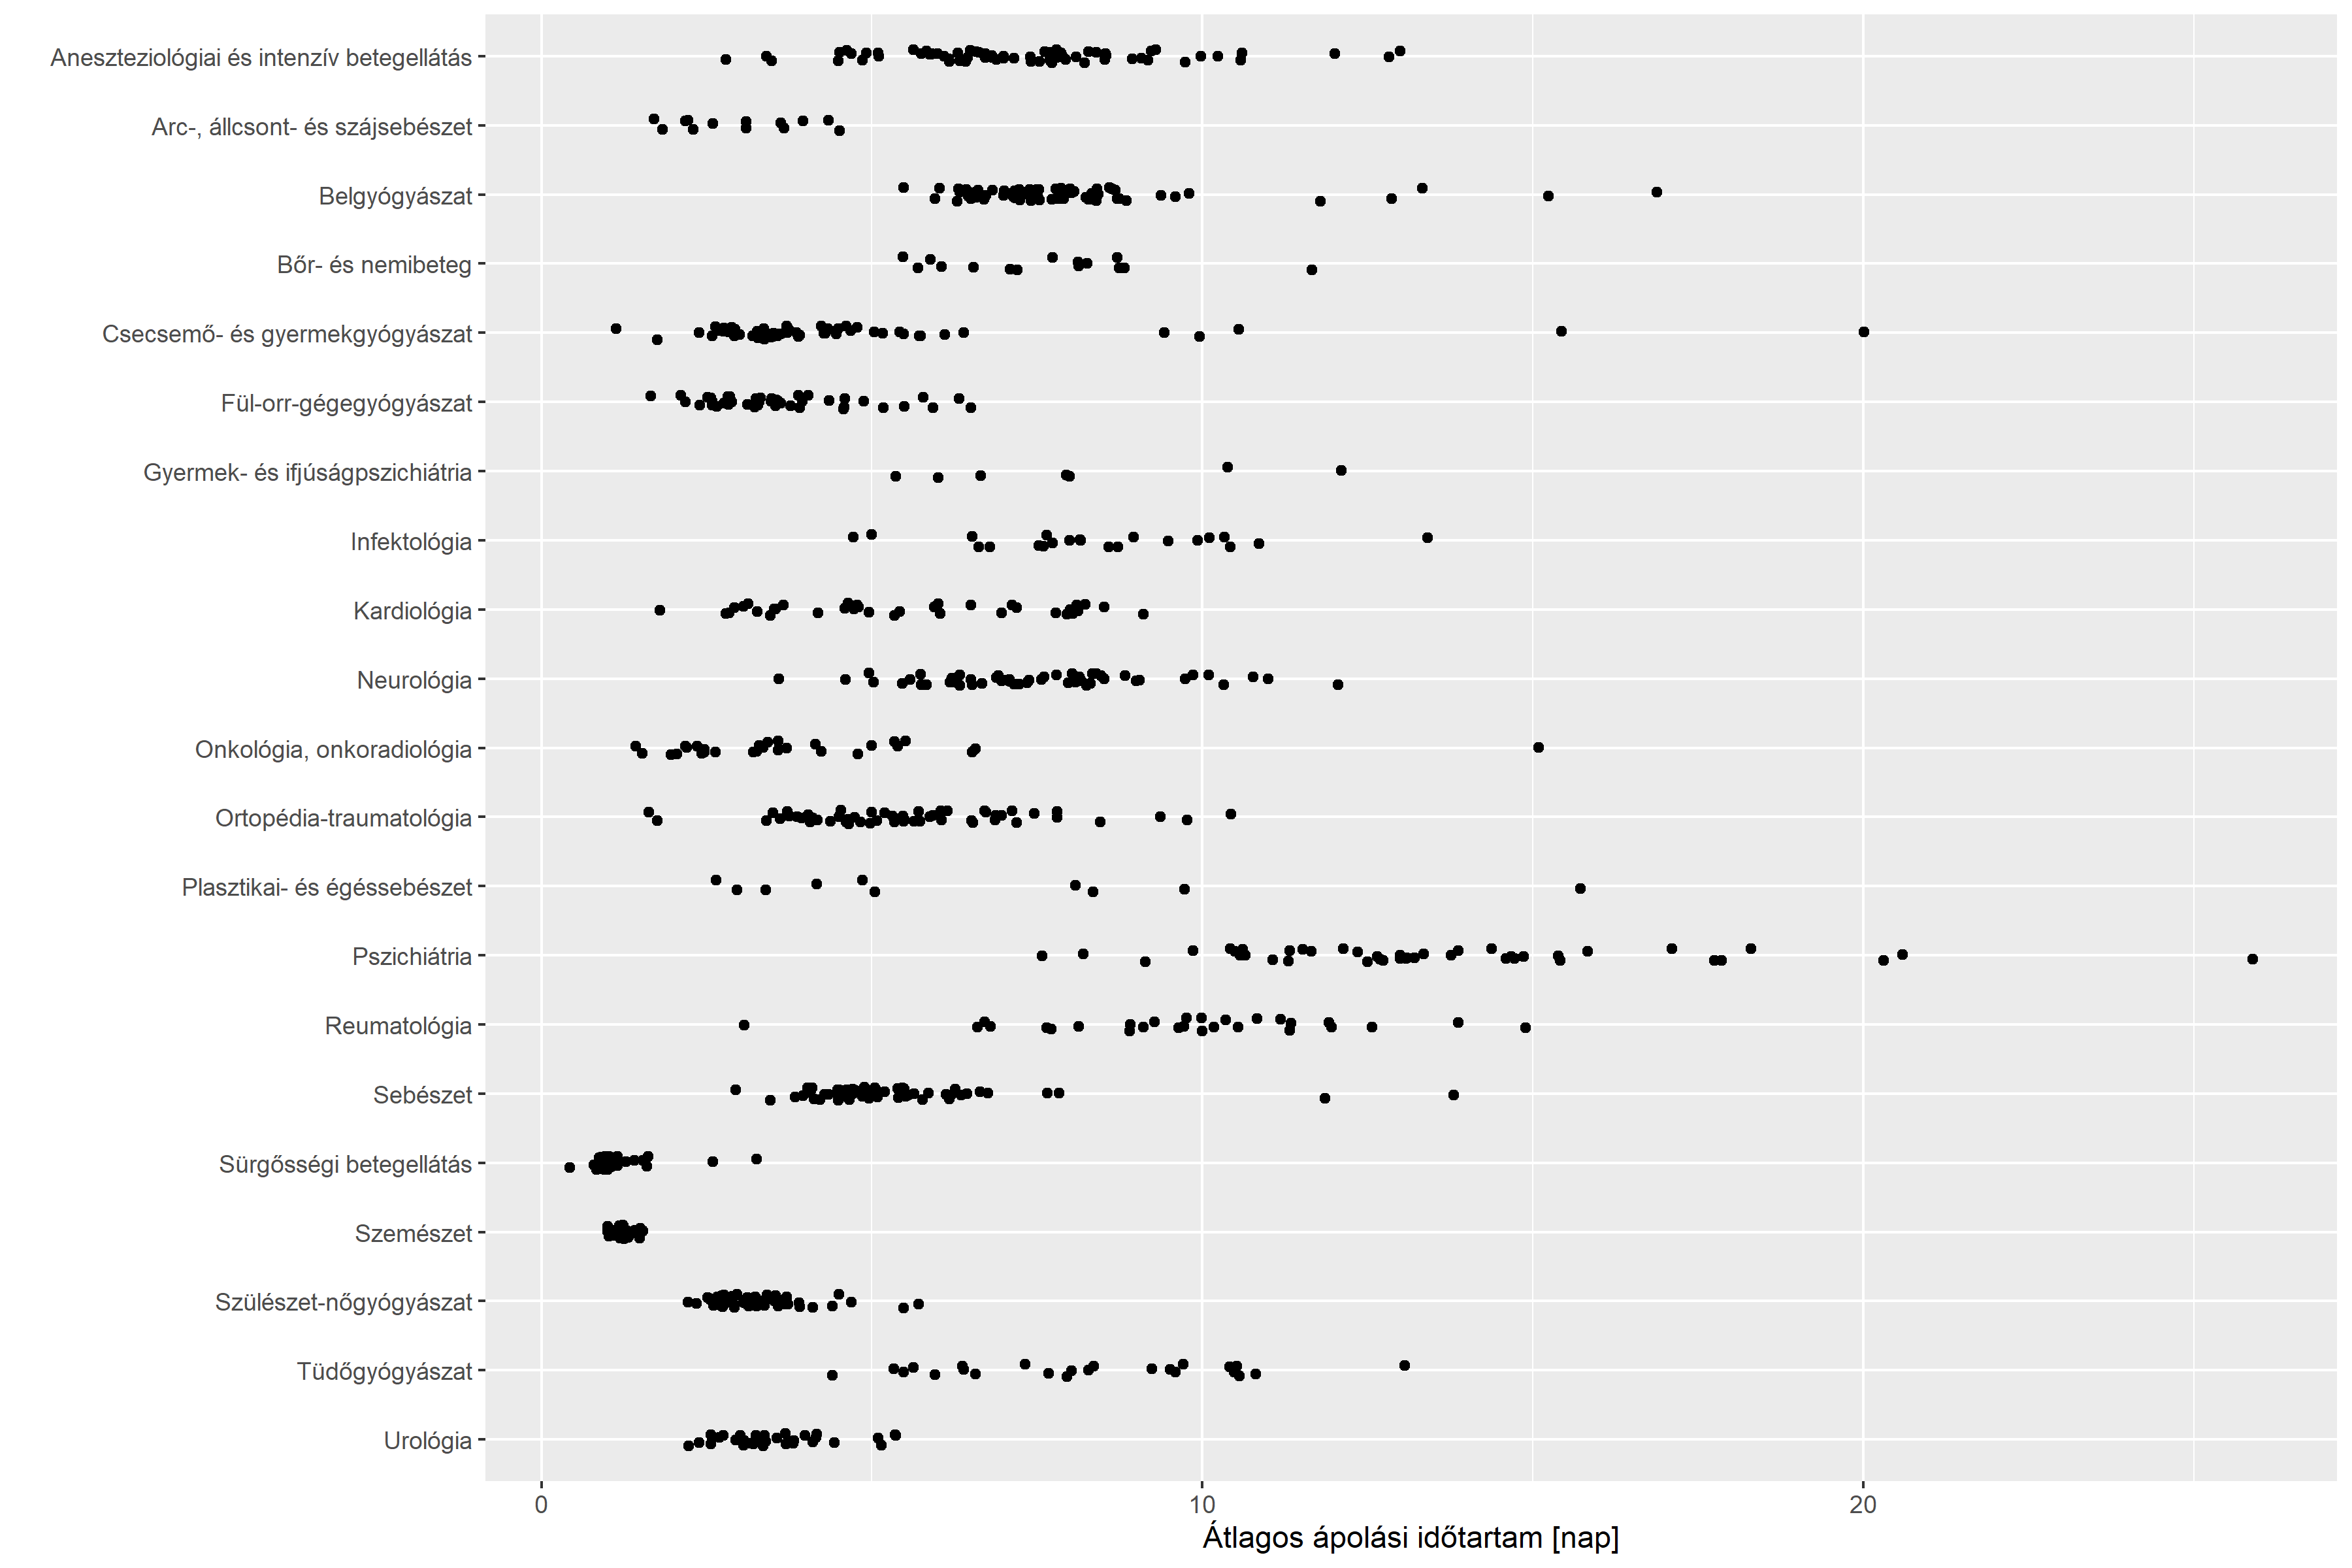 Aneszteziológiai és intenzív betegellátás
Arc-, állcsont- és szájsebészet
Belgyógyászat
Bőr- és nemibeteg
Csecsemő- és gyermekgyógyászat
Fül-orr-gégegyógyászat
Gyermek- és ifjúságpszichiátria
Infektológia
Kardiológia
Neurológia
Onkológia, onkoradiológia
Ortopédia-traumatológia
Plasztikai- és égéssebészet
Pszichiátria
Reumatológia
Sebészet
Sürgősségi betegellátás
Szemészet
Szülészet-nőgyógyászat
Tüdőgyógyászat
Urológia
0 10 20
Átlagos ápolási időtartam [nap]